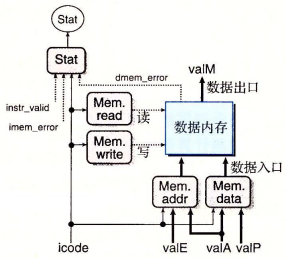 Stat
Stat
dmem_error
valM
数据出口
instr_valid
imem_error
Mem.
read
读
数据内存
Mem.
write
写
数据入口
Mem.
addr
Mem.
data
icode
valE
valA
valP